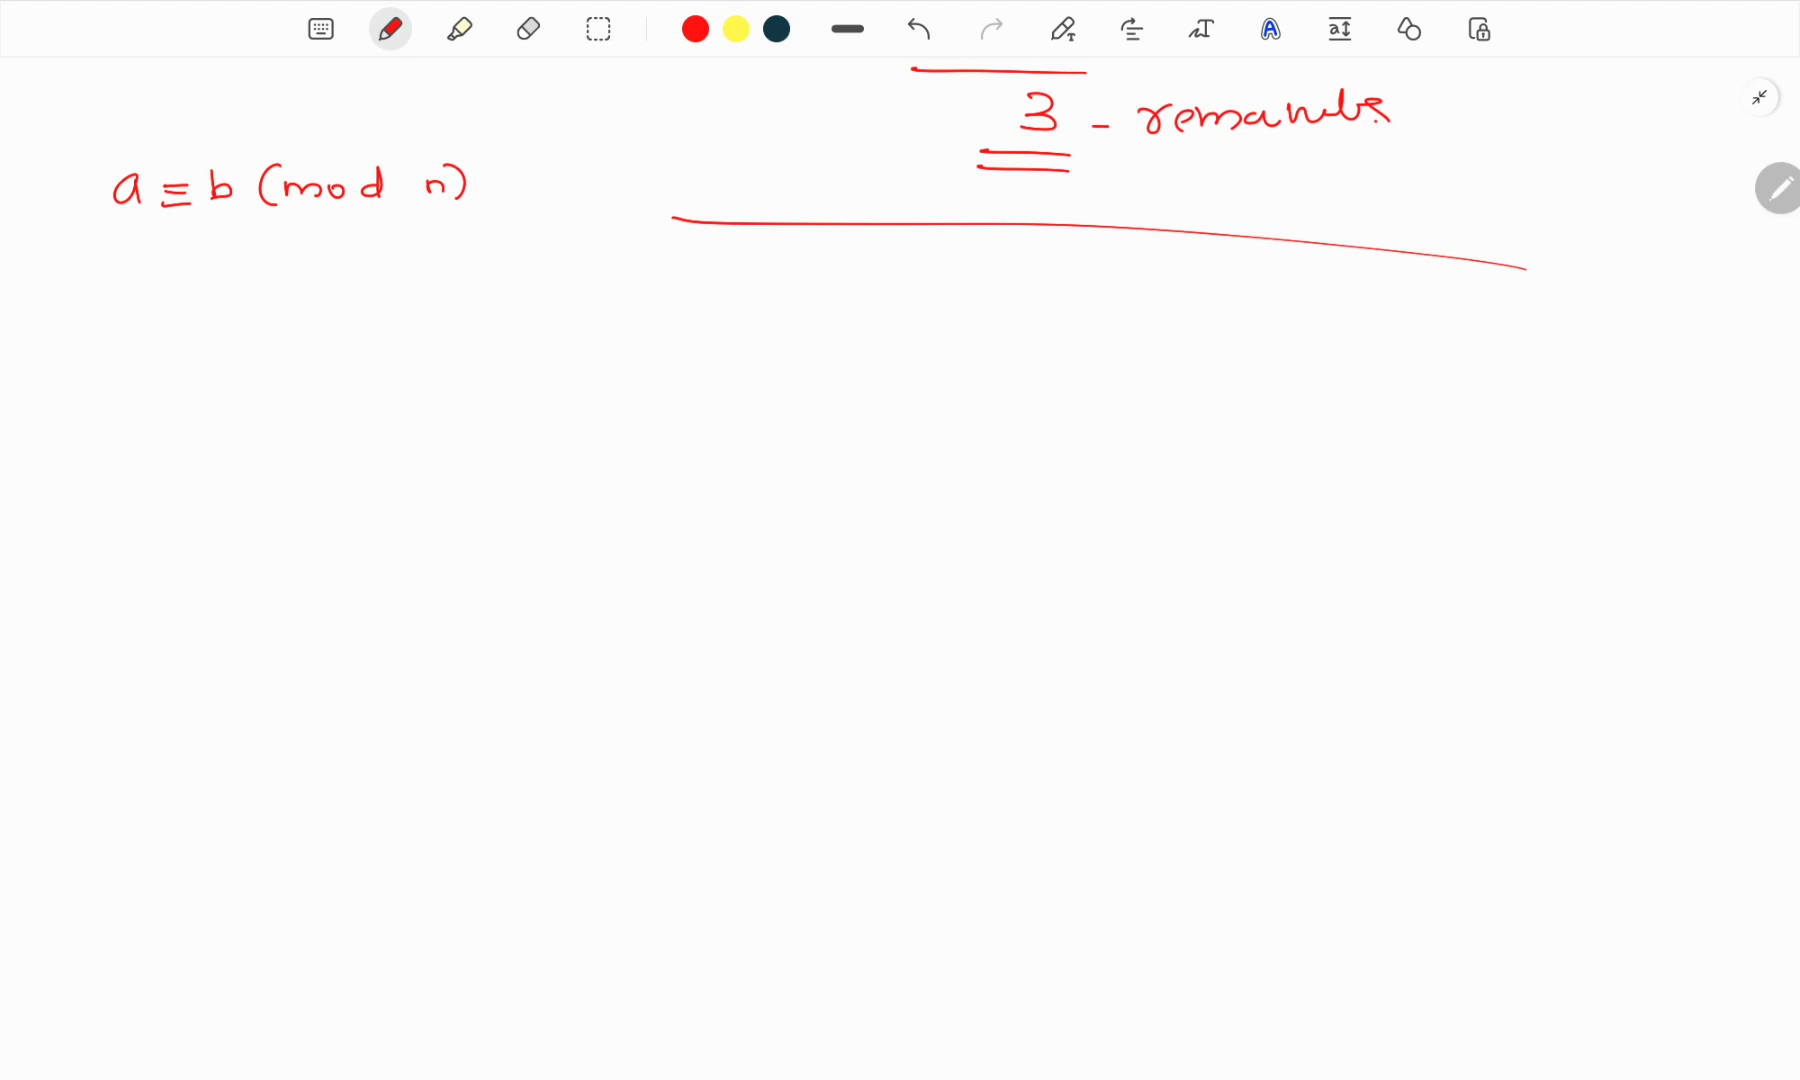 3 - remainder
a ≡ b (mod n)